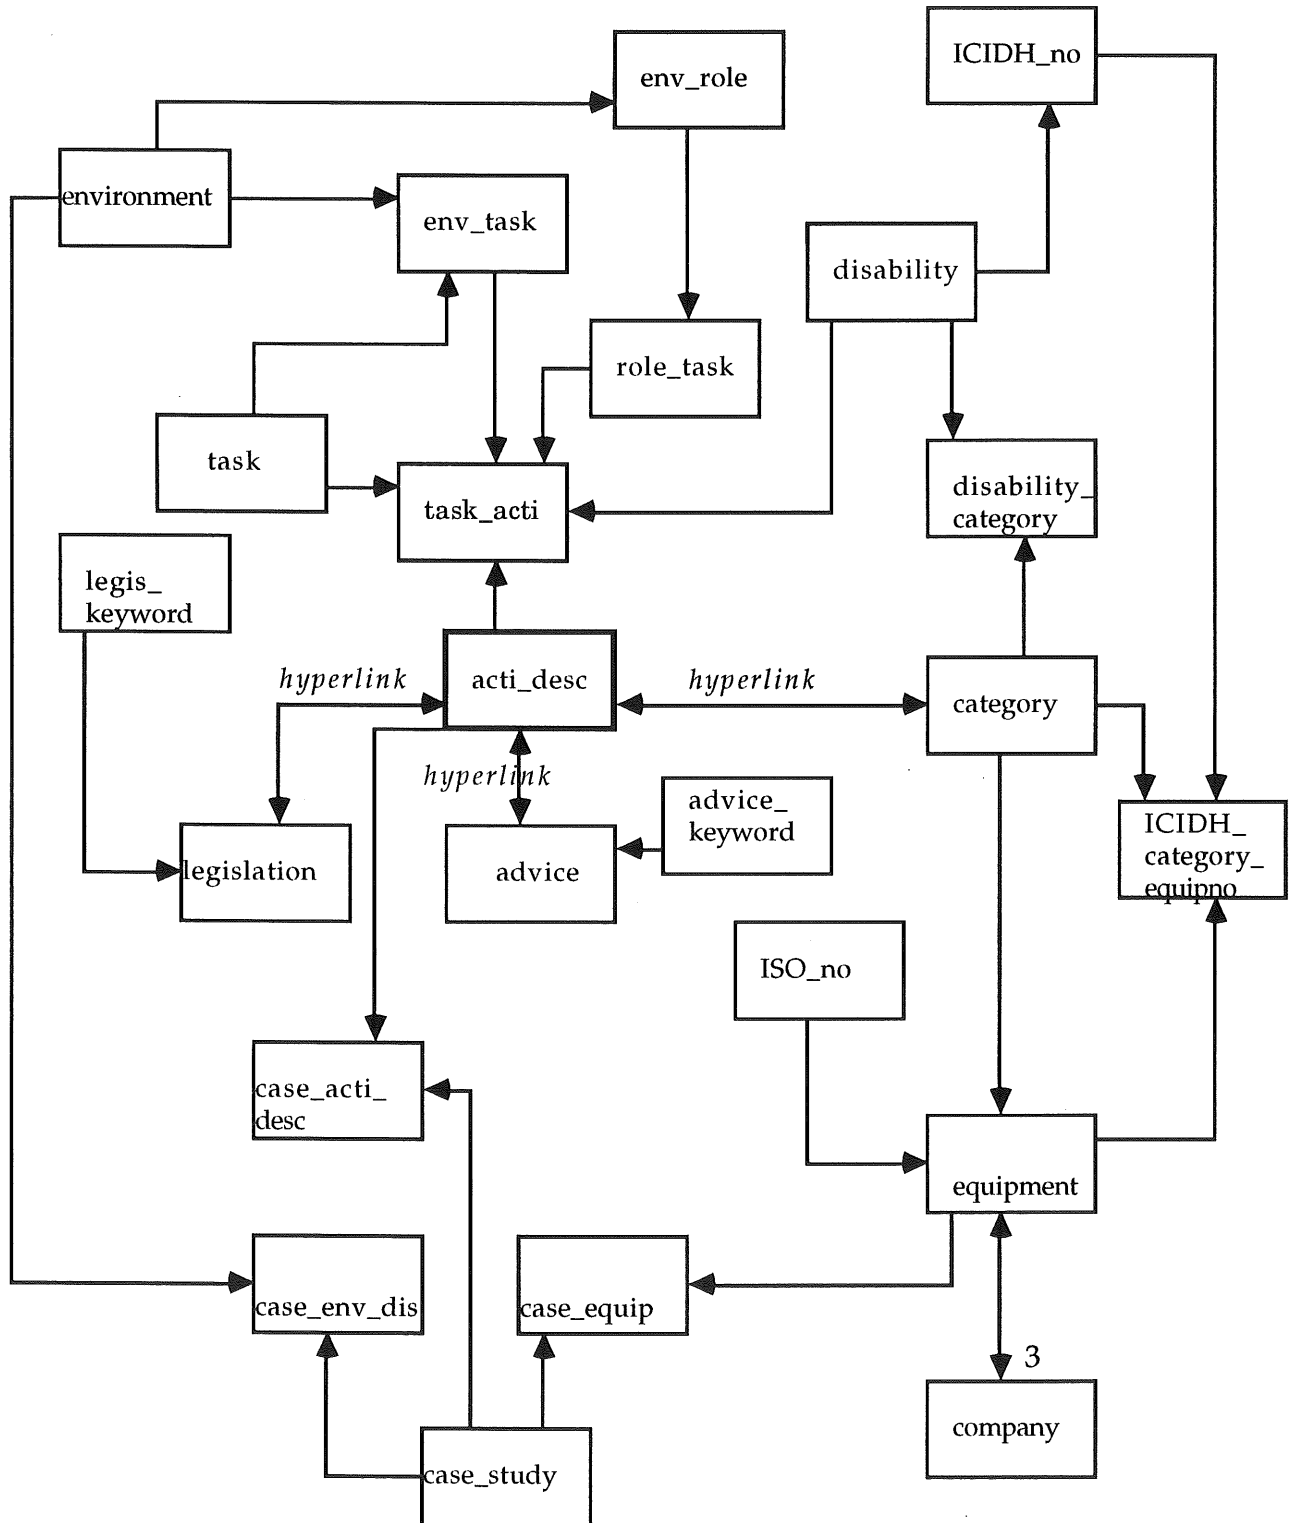 ICIDH_no
env_role
environment
env_task
disability
role_task
task
task_acti
disability_
category
legis_
keyword
hyperlink
acti_desc
hyperlink
category
hyperlink
advice_
keyword
legislation
advice
ICIDH_
category_
equipno
ISO_no
case_acti_
desc
equipment
case_env_dis
case_equip
3
company
case_study